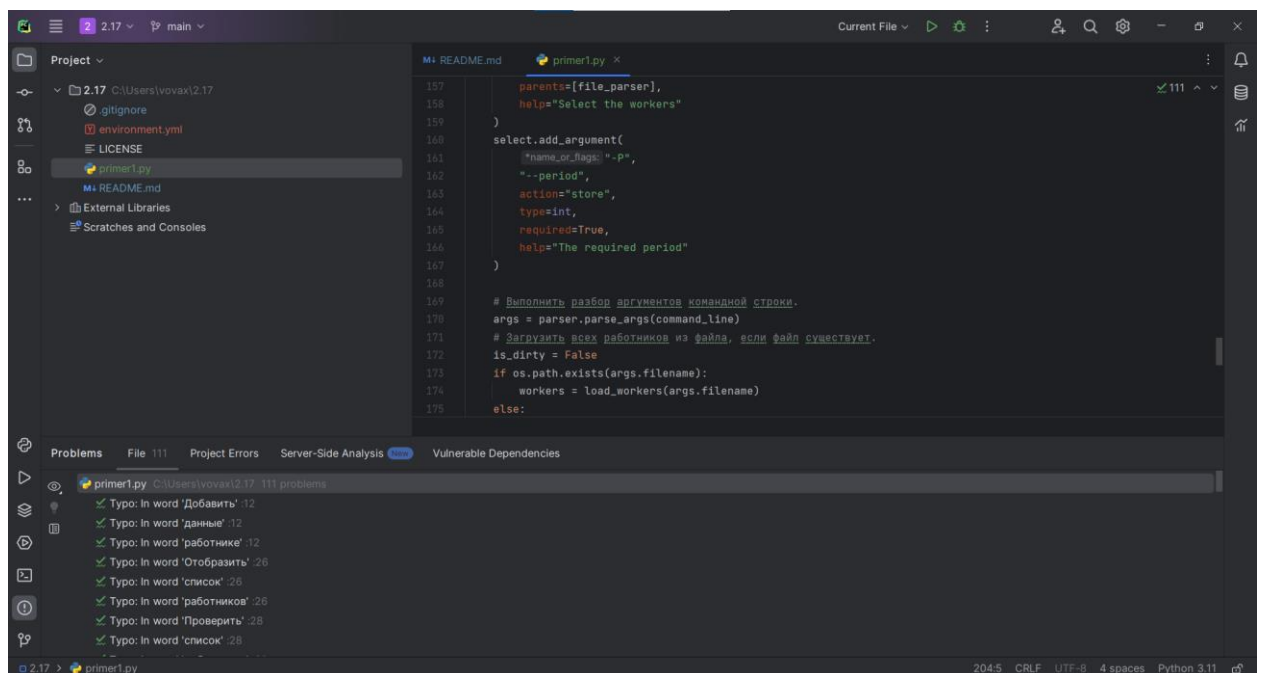 2 2.17 main Current File
Project
README.md primer1.py
2.17 C:\Users\vovax\2.17
.gitignore
environment.yml
LICENSE
primer1.py
README.md
External Libraries
Scratches and Consoles
111
157 parents=[file_parser],
158 help="Select the workers"
159 )
160 select.add_argument(
161 *name_or_flags: "-P",
162 "--period",
163 action="store",
164 type=int,
165 required=True,
166 help="The required period"
167 )
168
169 # Выполнить разбор аргументов командной строки.
170 args = parser.parse_args(command_line)
171 # Загрузить всех работников из файла, если файл существует.
172 is_dirty = False
173 if os.path.exists(args.filename):
174 workers = load_workers(args.filename)
175 else:
Problems File 111 Project Errors Server-Side Analysis New Vulnerable Dependencies
primer1.py C:\Users\vovax\2.17 111 problems
Typo: In word 'Добавить' :12
Typo: In word 'данные' :12
Typo: In word 'работнике' :12
Typo: In word 'Отобразить' :26
Typo: In word 'список' :26
Typo: In word 'работников' :26
Typo: In word 'Проверить' :28
Typo: In word 'список' :28
2.17 > primer1.py 204:5 CRLF UTF-8 4 spaces Python 3.11